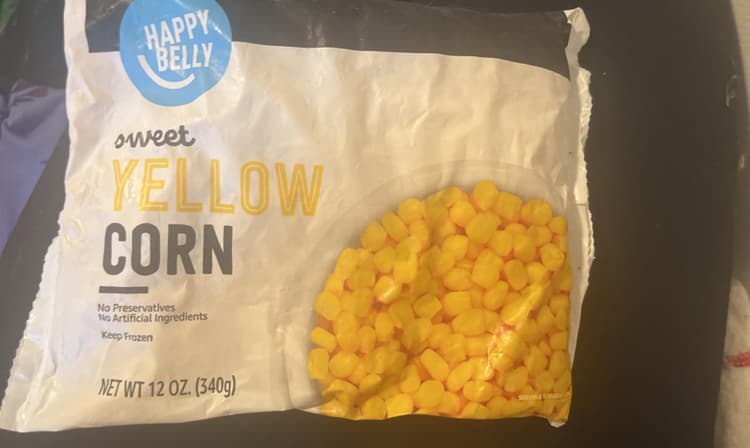 HAPPY
BELLY
sweet
YELLOW
CORN
No Preservatives
No Artificial Ingredients
Keep Frozen
NET WT 12 OZ. (340g)